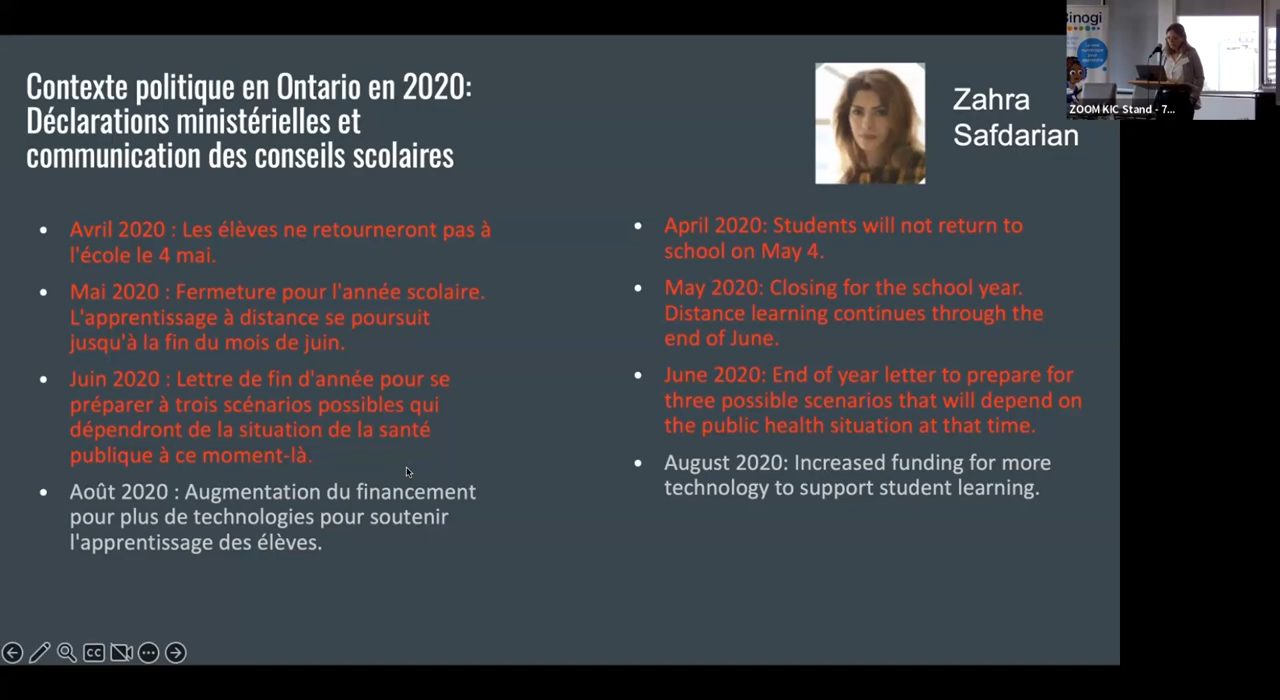 Contexte politique en Ontario en 2020:
Déclarations ministérielles et
communication des conseils scolaires
Zahra
Safdarian
Binogi
ZOOM KIC Stand - 7...
Avril 2020 : Les élèves ne retourneront pas à
l'école le 4 mai.
Mai 2020 : Fermeture pour l'année scolaire.
L'apprentissage à distance se poursuit
jusqu'à la fin du mois de juin.
Juin 2020 : Lettre de fin d'année pour se
préparer à trois scénarios possibles qui
dépendront de la situation de la santé
publique à ce moment-là.
Août 2020 : Augmentation du financement
pour plus de technologies pour soutenir
l'apprentissage des élèves.
April 2020: Students will not return to
school on May 4.
May 2020: Closing for the school year.
Distance learning continues through the
end of June.
June 2020: End of year letter to prepare for
three possible scenarios that will depend on
the public health situation at that time.
August 2020: Increased funding for more
technology to support student learning.
CC